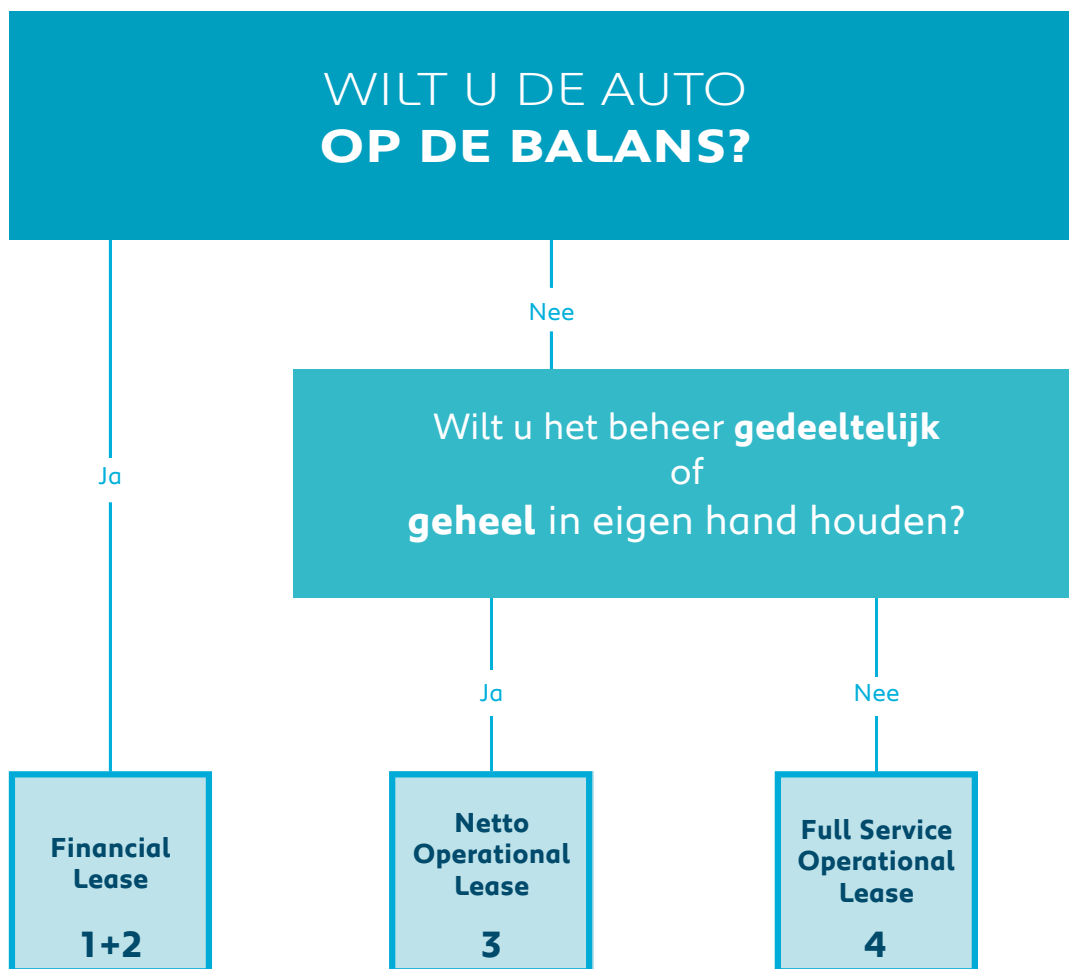 WILT U DE AUTO
OP DE BALANS?
Nee
Wilt u het beheer gedeeltelijk
of
geheel in eigen hand houden?
Ja
Ja
Nee
Financial
Lease
1+2
Netto
Operational
Lease
3
Full Service
Operational
Lease
4